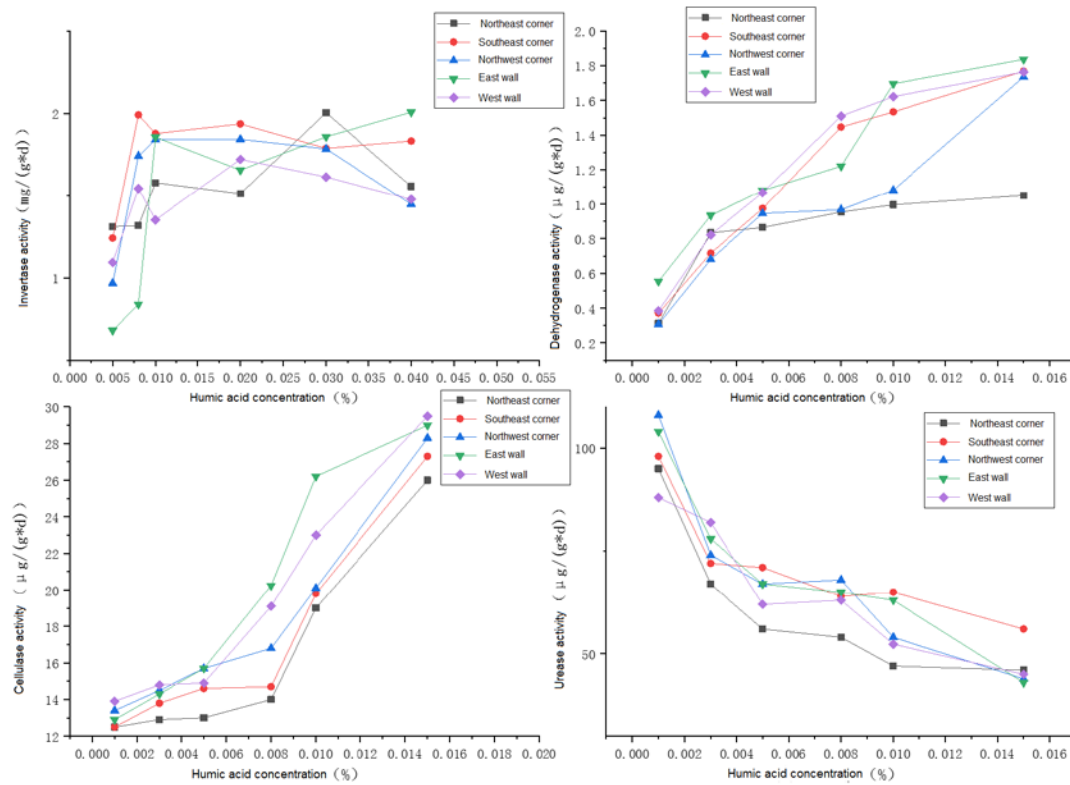 Northeast corner
Southeast corner
Northwest corner
East wall
West wall
Invertase activity (mg/(g*d))
2
1
0.000 0.005 0.010 0.015 0.020 0.025 0.030 0.035 0.040 0.045 0.050 0.055
Humic acid concentration (%)
Northeast corner
Southeast corner
Northwest corner
East wall
West wall
Dehydrogenase activity (μg/(g*d))
2.0
1.8
1.6
1.4
1.2
1.0
0.8
0.6
0.4
0.2
0.000 0.002 0.004 0.006 0.008 0.010 0.012 0.014 0.016
Humic acid concentration (%)
Northeast corner
Southeast corner
Northwest corner
East wall
West wall
Cellulase activity (μg/(g*d))
30
28
26
24
22
20
18
16
14
12
0.000 0.002 0.004 0.006 0.008 0.010 0.012 0.014 0.016 0.018 0.020
Humic acid concentration (%)
Northeast corner
Southeast corner
Northwest corner
East wall
West wall
Urease activity (μg/(g*d))
100
50
0.000 0.002 0.004 0.006 0.008 0.010 0.012 0.014 0.016
Humic acid concentration (%)